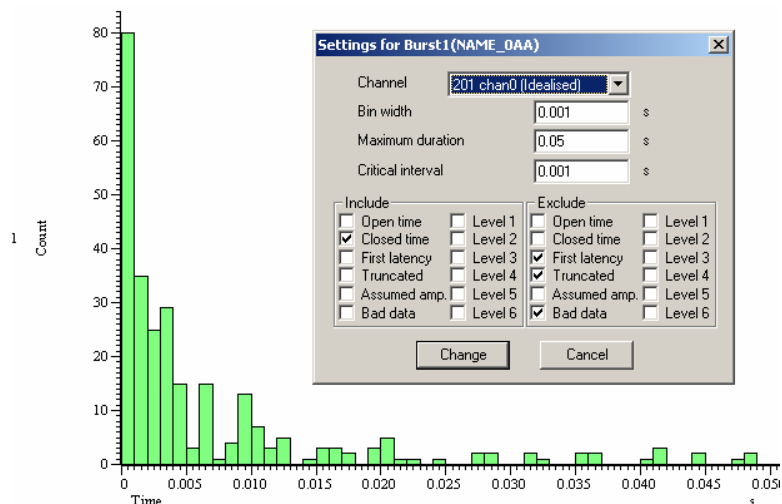 80
70
60
50
40
30
20
10
0
1
Count
0.000
0.005
0.010
0.015
0.020
0.025
0.030
0.035
0.040
0.045
0.050
Time
s
Settings for Burst1(NAME_0AA)
Channel 201 chan0 (Idealised)
Bin width 0.001 s
Maximum duration 0.05 s
Critical interval 0.001 s
Include
Open time Level 1
Closed time Level 2
First latency Level 3
Truncated Level 4
Assumed amp. Level 5
Bad data Level 6
Exclude
Open time Level 1
Closed time Level 2
First latency Level 3
Truncated Level 4
Assumed amp. Level 5
Bad data Level 6
Change Cancel